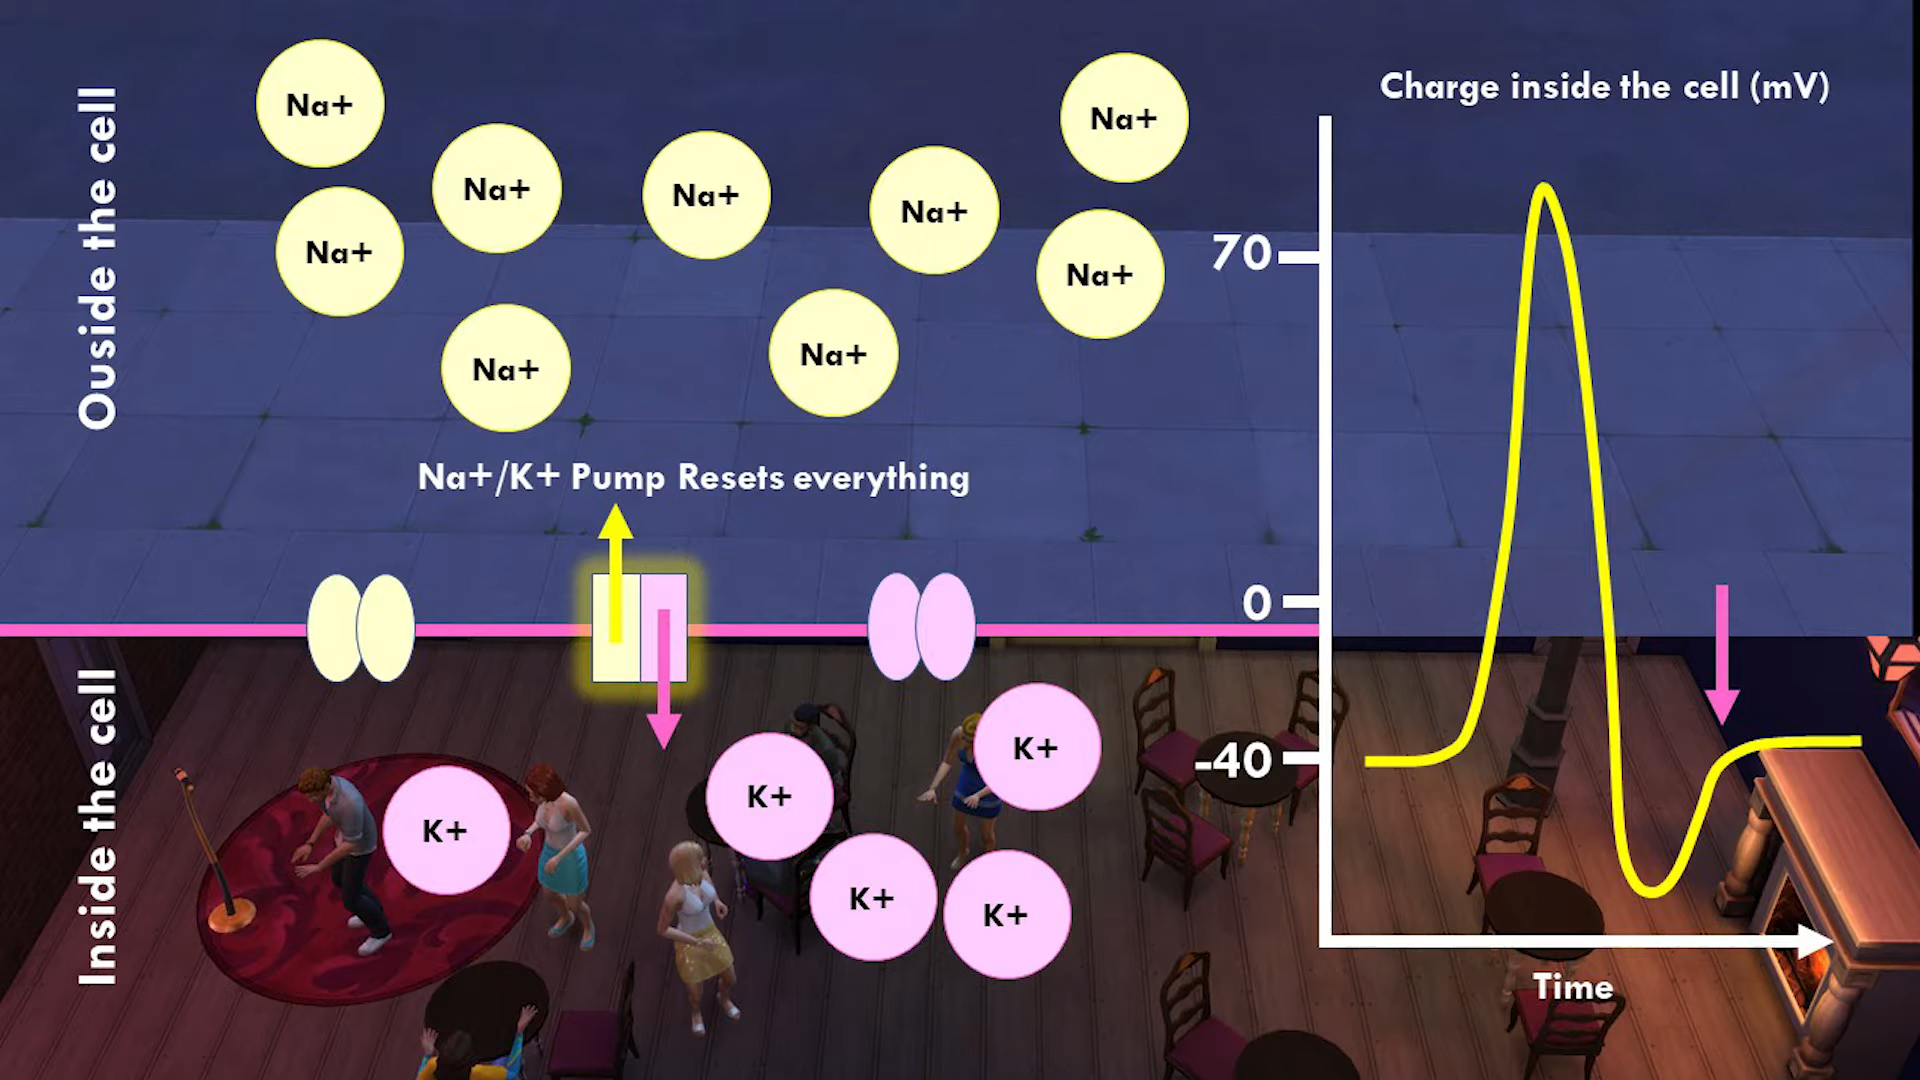 Ouside the cell
Na+
Na+
Na+
Na+
Na+
Na+
Na+
Na+
Na+
Na+/K+ Pump Resets everything
Inside the cell
K+
K+
K+
K+
K+
Charge inside the cell (mV)
70
0
-40
Time